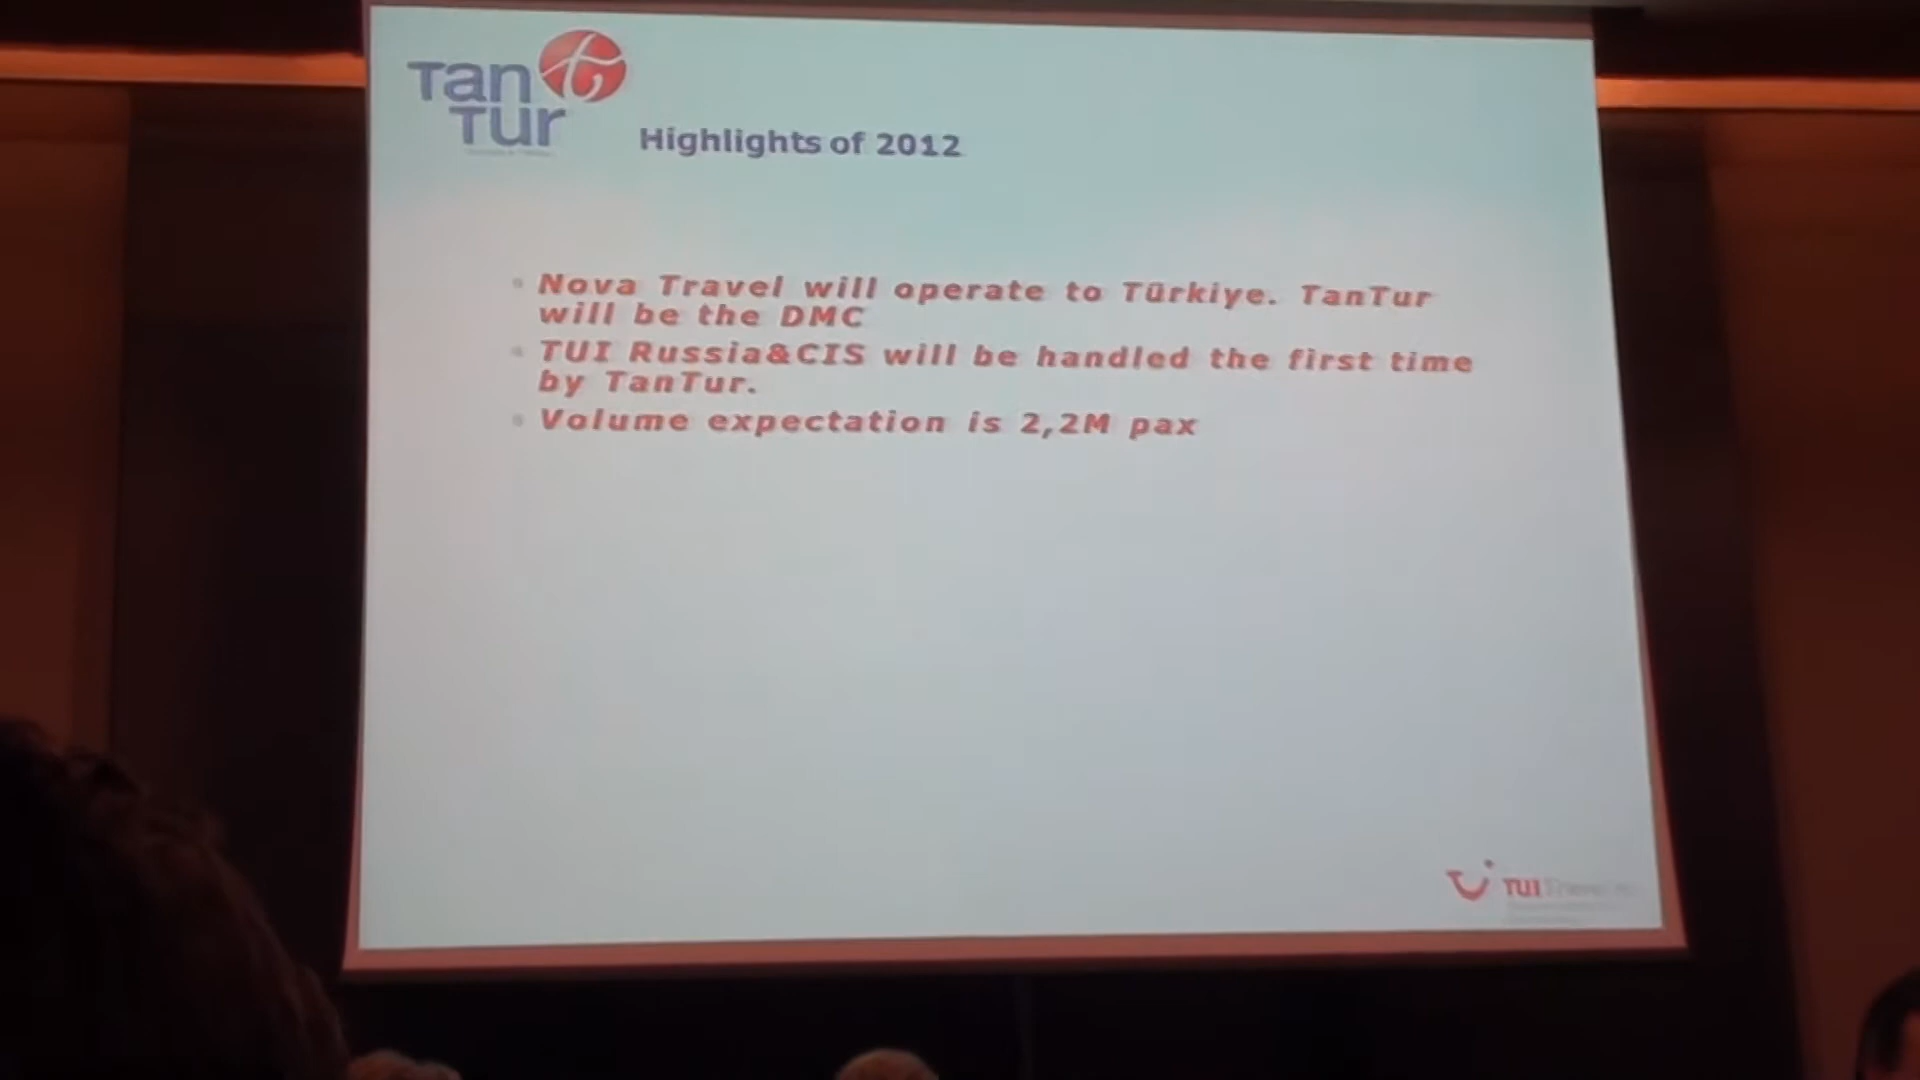 Tan
Tur
Highlights of 2012
Nova Travel will operate to Türkiye. TanTur
will be the DMC
TUI Russia&CIS will be handled the first time
by TanTur.
Volume expectation is 2,2M pax
TUI Travel